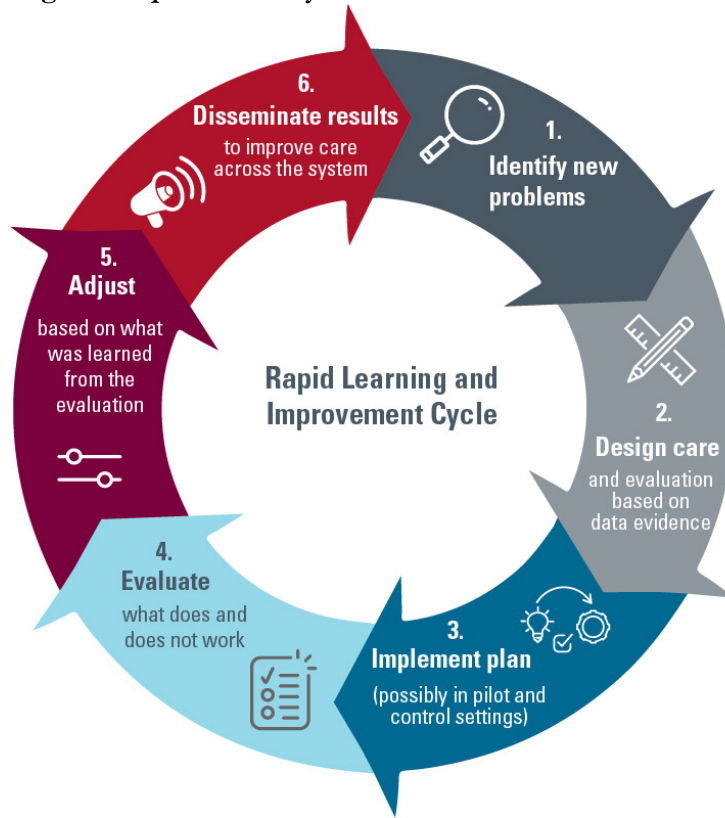 Rapid Learning and
Improvement Cycle
1.
Identify new
problems
2.
Design care
and evaluation
based on
data evidence
3.
Implement plan
(possibly in pilot and
control settings)
4.
Evaluate
what does and
does not work
5.
Adjust
based on what
was learned
from the
evaluation
6.
Disseminate results
to improve care
across the system